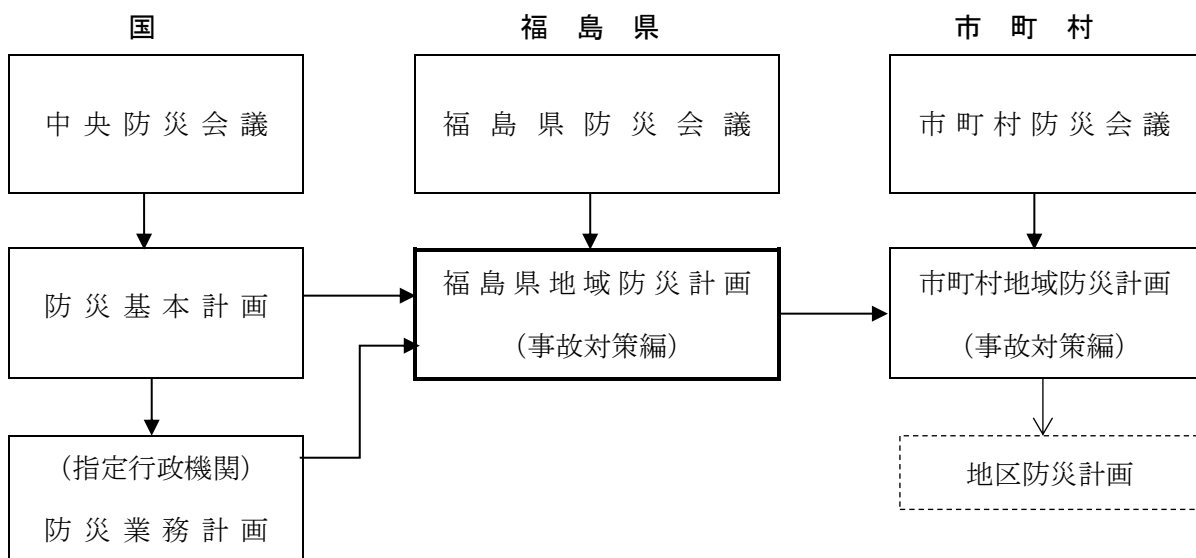 国
福島県
市町村
中央防災会議
福島県防災会議
市町村防災会議
防災基本計画
福島県地域防災計画
（事故対策編）
市町村地域防災計画
（事故対策編）
（指定行政機関）
防災業務計画
地区防災計画